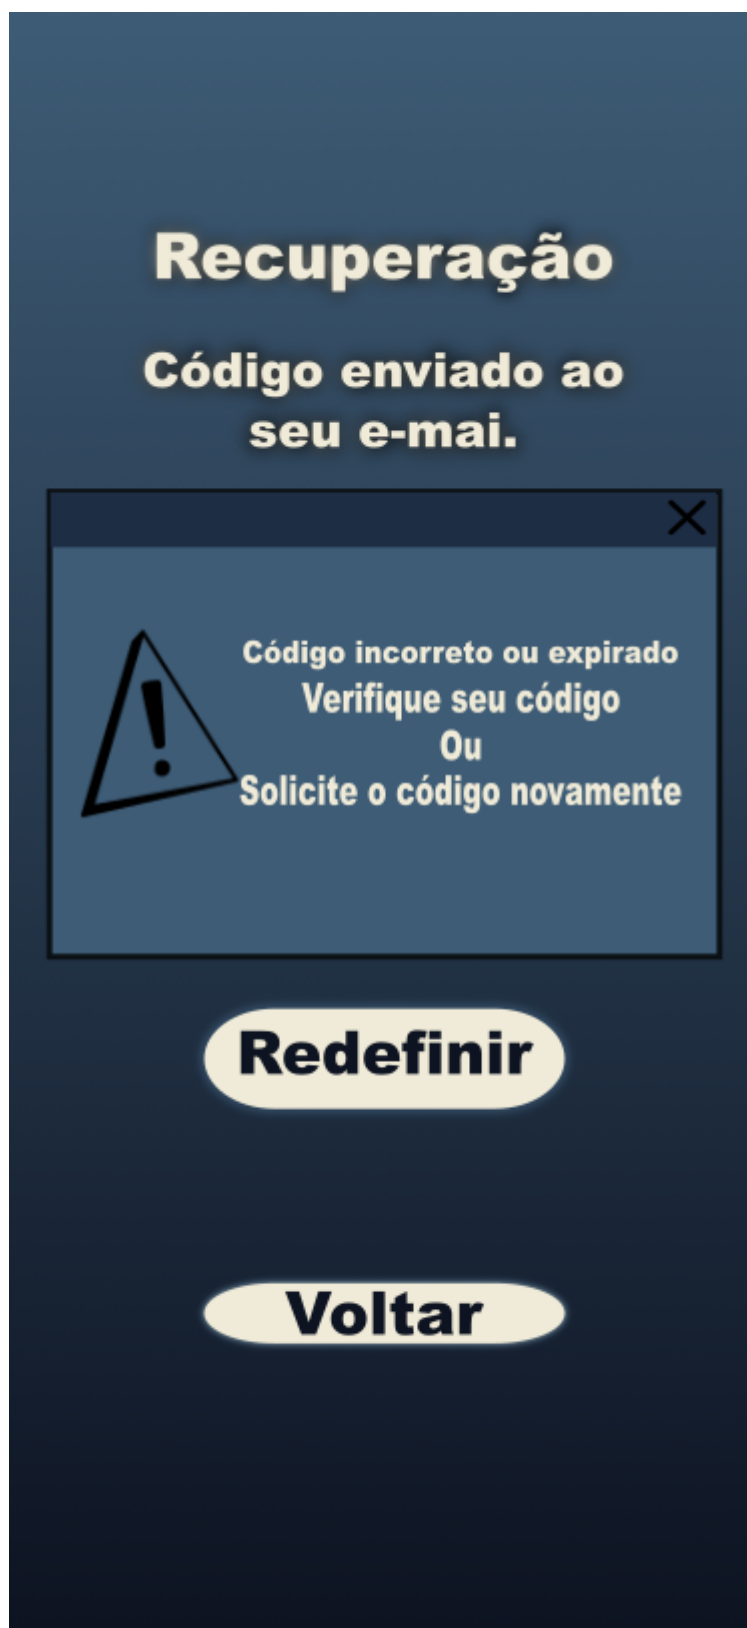 Recuperação
Código enviado ao
seu e-mai.
Código incorreto ou expirado
Verifique seu código
Ou
Solicite o código novamente
Redefinir
Voltar